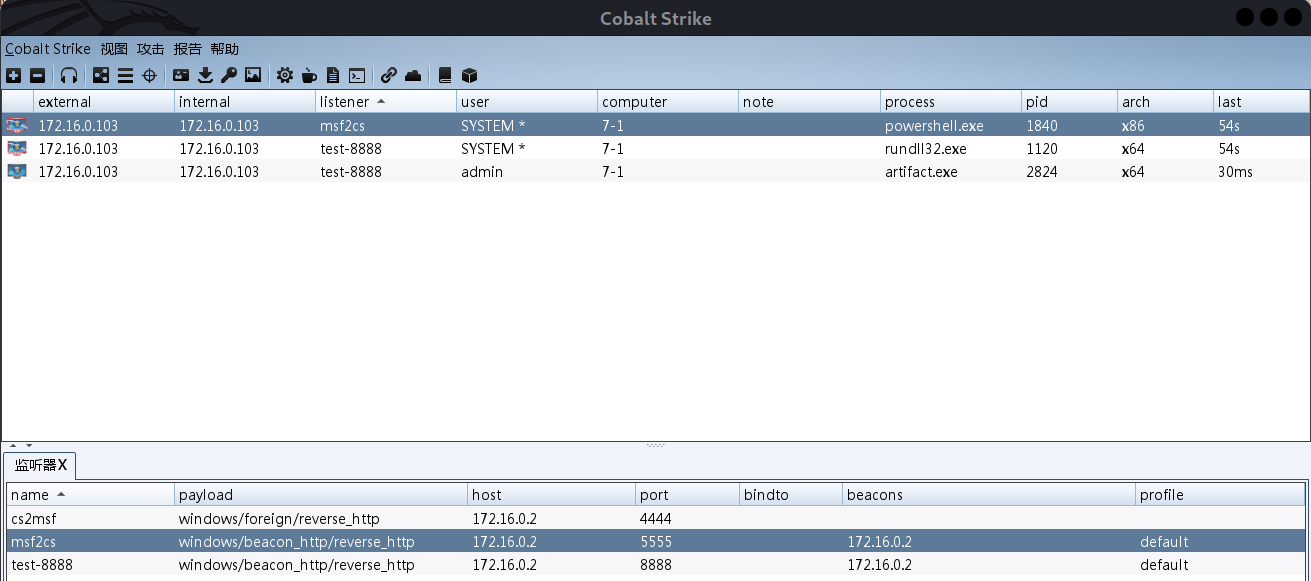 Cobalt Strike
Cobalt Strike 视图 攻击 报告 帮助
external internal listener user computer note process pid arch last
172.16.0.103 172.16.0.103 msf2cs SYSTEM * 7-1 powershell.exe 1840 x86 54s
172.16.0.103 172.16.0.103 test-8888 SYSTEM * 7-1 rundll32.exe 1120 x64 54s
172.16.0.103 172.16.0.103 test-8888 admin 7-1 artifact.exe 2824 x64 30ms
监听器X
name payload host port bindto beacons profile
cs2msf windows/foreign/reverse_http 172.16.0.2 4444
msf2cs windows/beacon_http/reverse_http 172.16.0.2 5555 172.16.0.2 default
test-8888 windows/beacon_http/reverse_http 172.16.0.2 8888 172.16.0.2 default